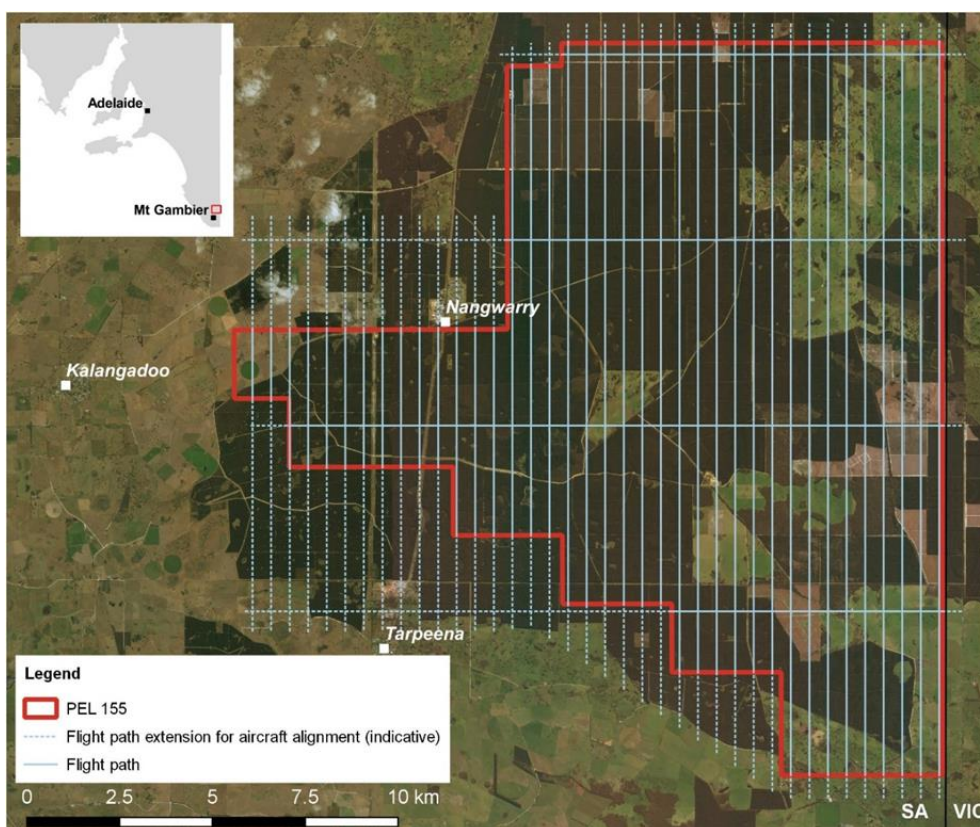 Adelaide
Mt Gambier
Nangwarry
Kalangadoo
Tarpeena
Legend
PEL 155
Flight path extension for aircraft alignment (indicative)
Flight path
0 2.5 5 7.5 10 km
SA VIC